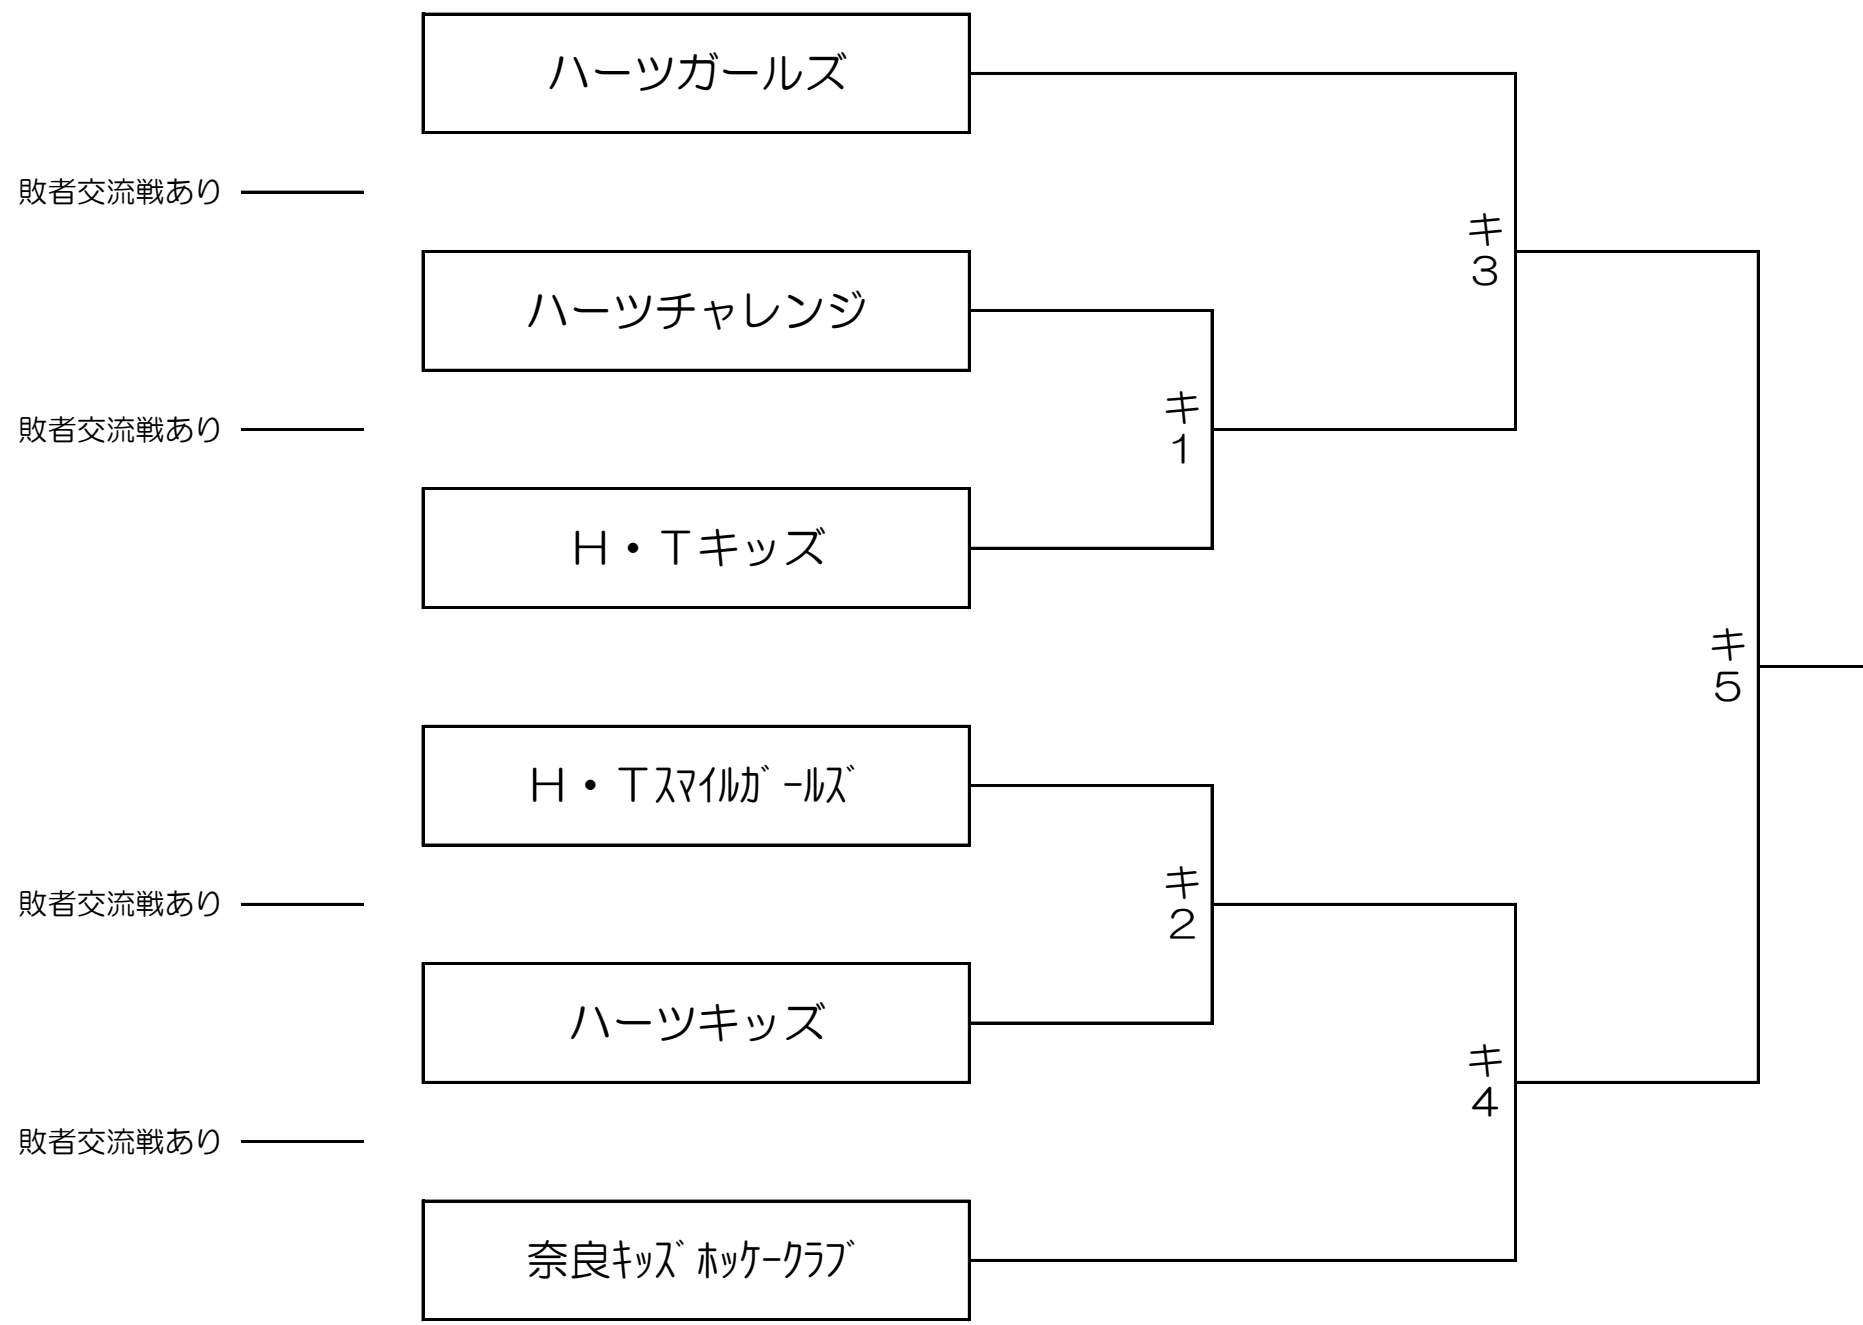 ハーツガールズ
敗者交流戦あり
キ3
ハーツチャレンジ
キ1
敗者交流戦あり
H・Tキッズ
キ5
H・Tｽﾏｲﾙｶﾞｰﾙｽﾞ
キ2
敗者交流戦あり
ハーツキッズ
キ4
敗者交流戦あり
奈良ｷｯｽﾞﾎｯｹｰｸﾗﾌﾞ